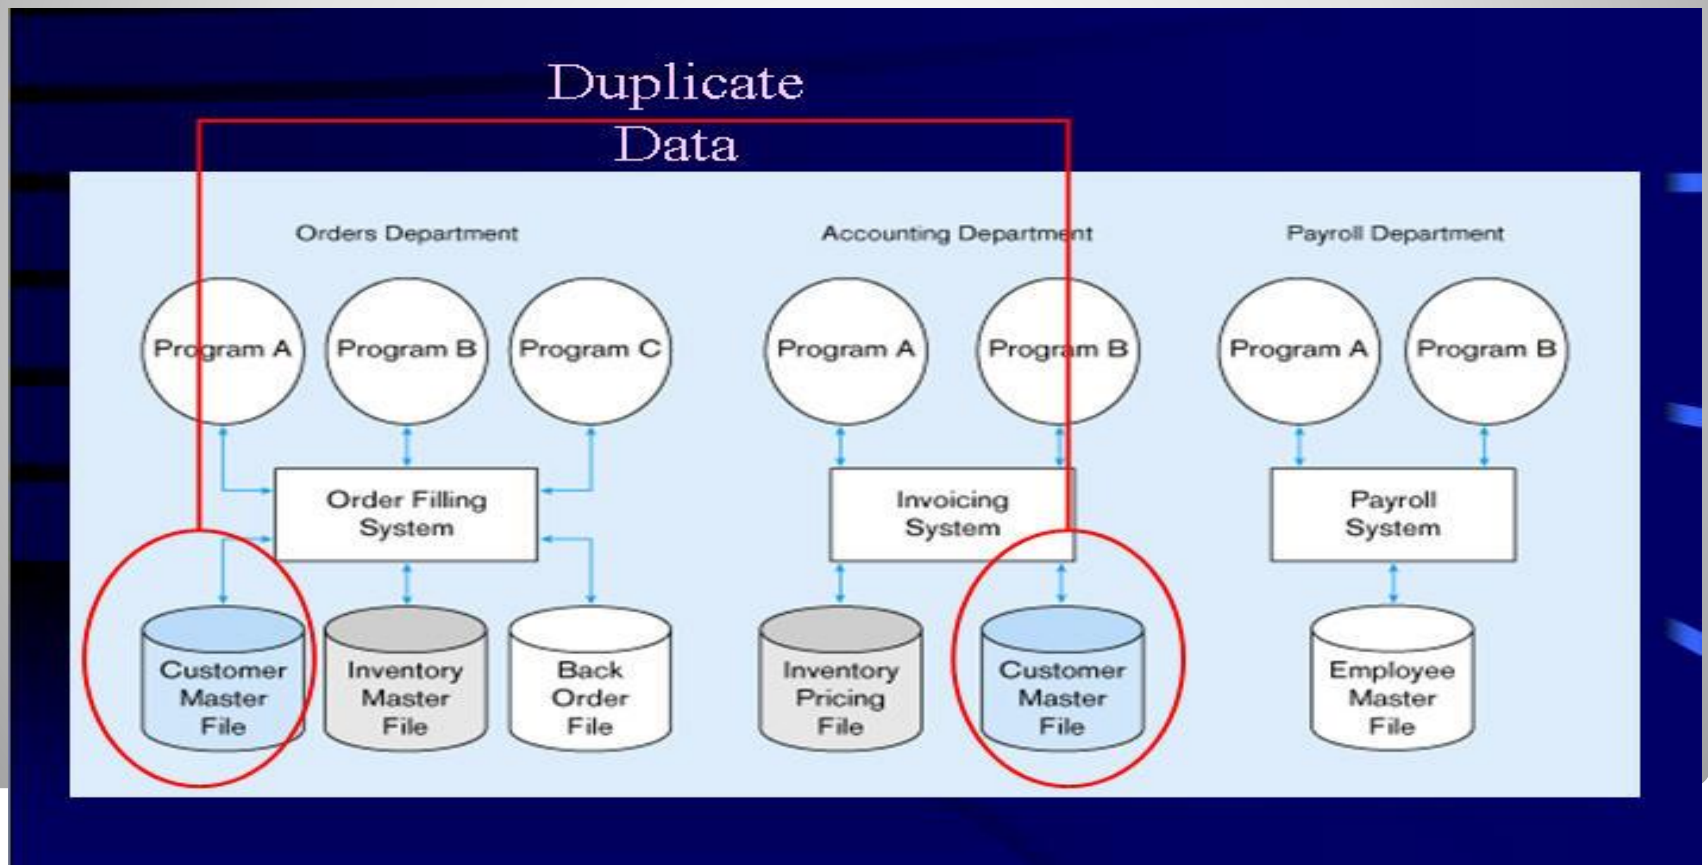 Duplicate
Data
Orders Department
Accounting Department
Payroll Department
Program A
Program B
Program C
Program A
Program B
Program A
Program B
Order Filling
System
Invoicing
System
Payroll
System
Customer
Master
File
Inventory
Master
File
Back
Order
File
Inventory
Pricing
File
Customer
Master
File
Employee
Master
File